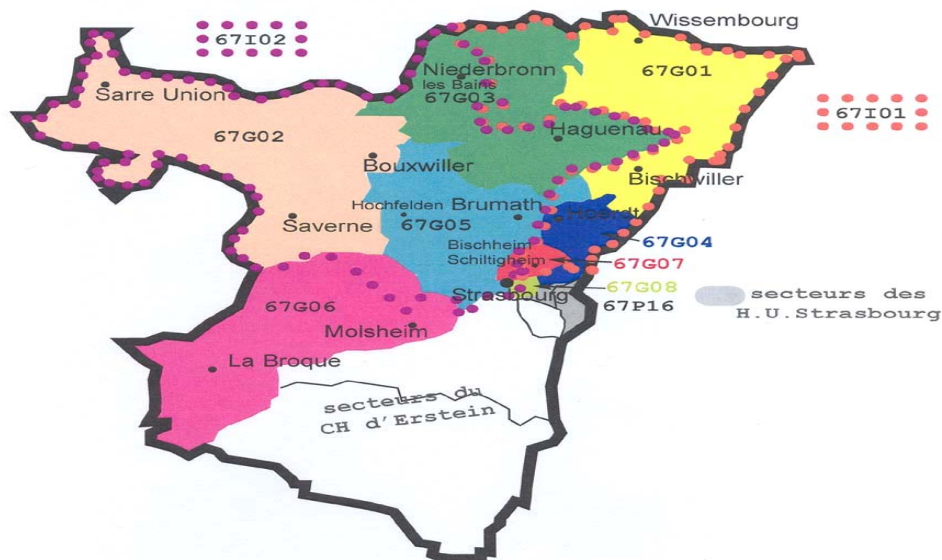 Wissembourg
67I02
Niederbronn
les Bains
67G01
Sarre Union
67G03
67I01
67G02
Haguenau
Bouxwiller
Bischwiller
Hochfelden
Brumath
Hoerdt
Saverne
67G05
67G04
Bischheim
Schiltigheim
67G07
67G08
Strasbourg
67P16
secteurs des
H.U.Strasbourg
67G06
Molsheim
La Broque
secteurs du
CH d'Erstein